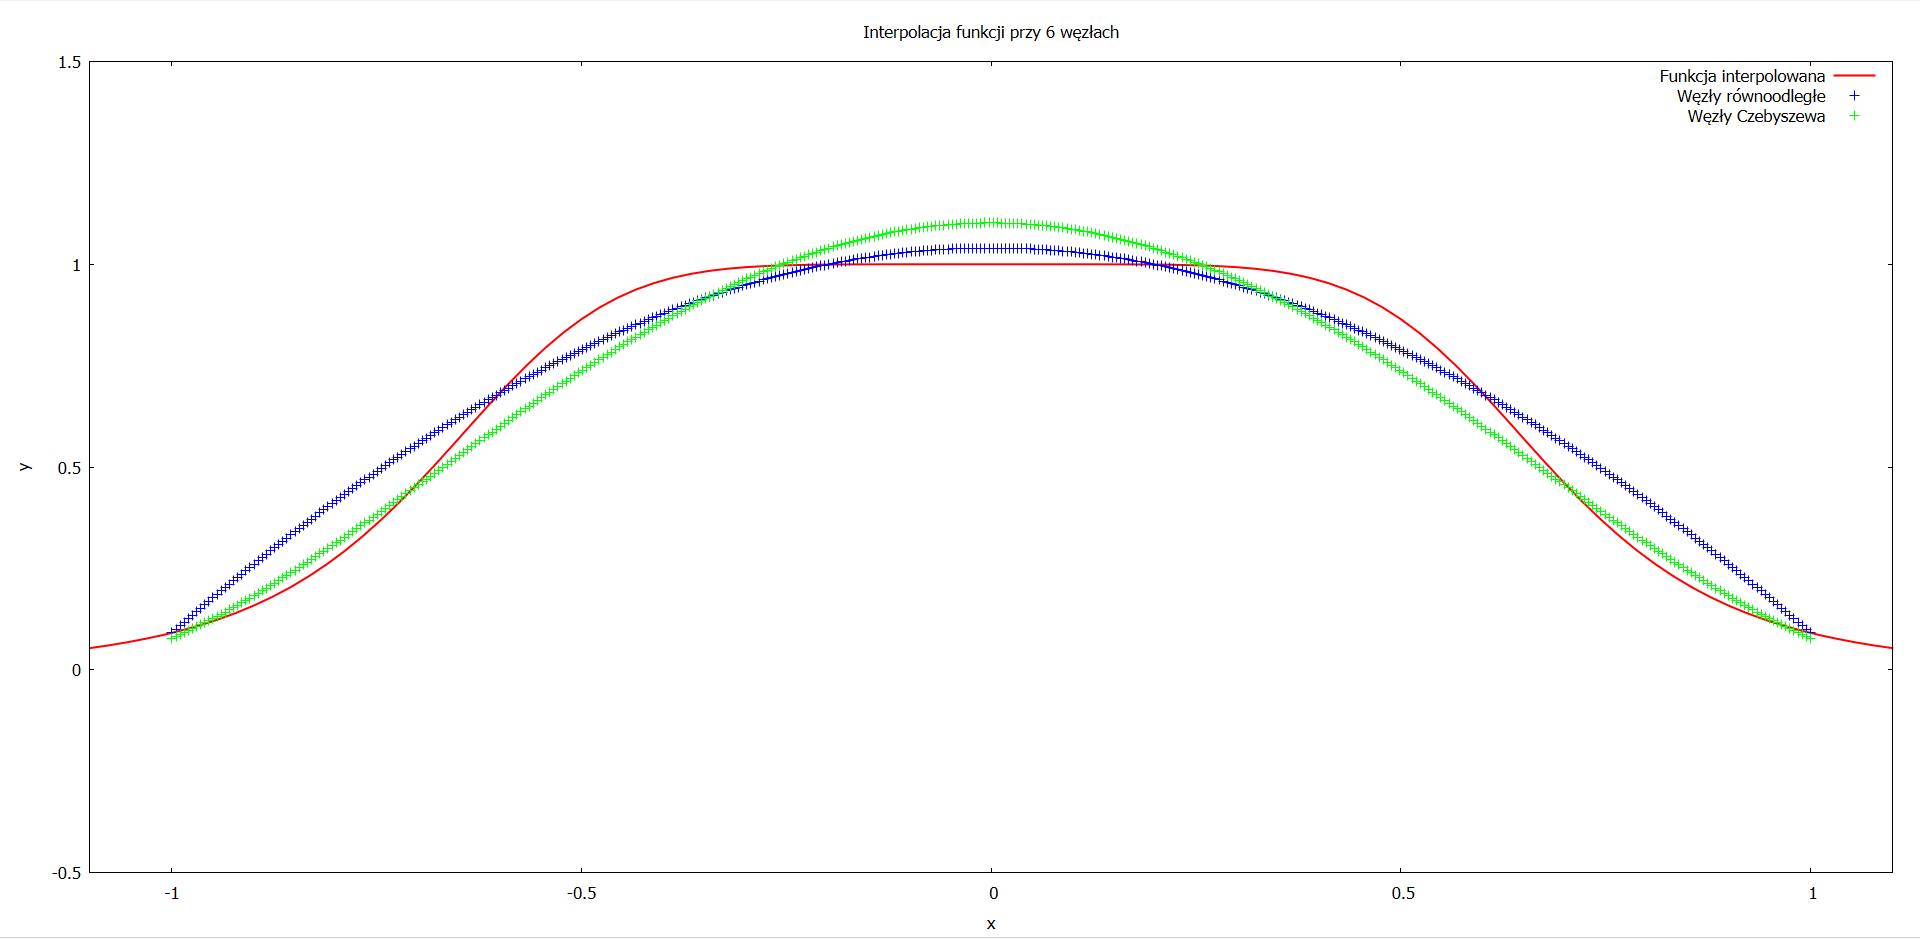 Interpolacja funkcji przy 6 węzłach
Funkcja interpolowana
Węzły równoodległe
Węzły Czebyszewa
1.5
1
0.5
0
-0.5
y
-1
-0.5
0
0.5
1
x